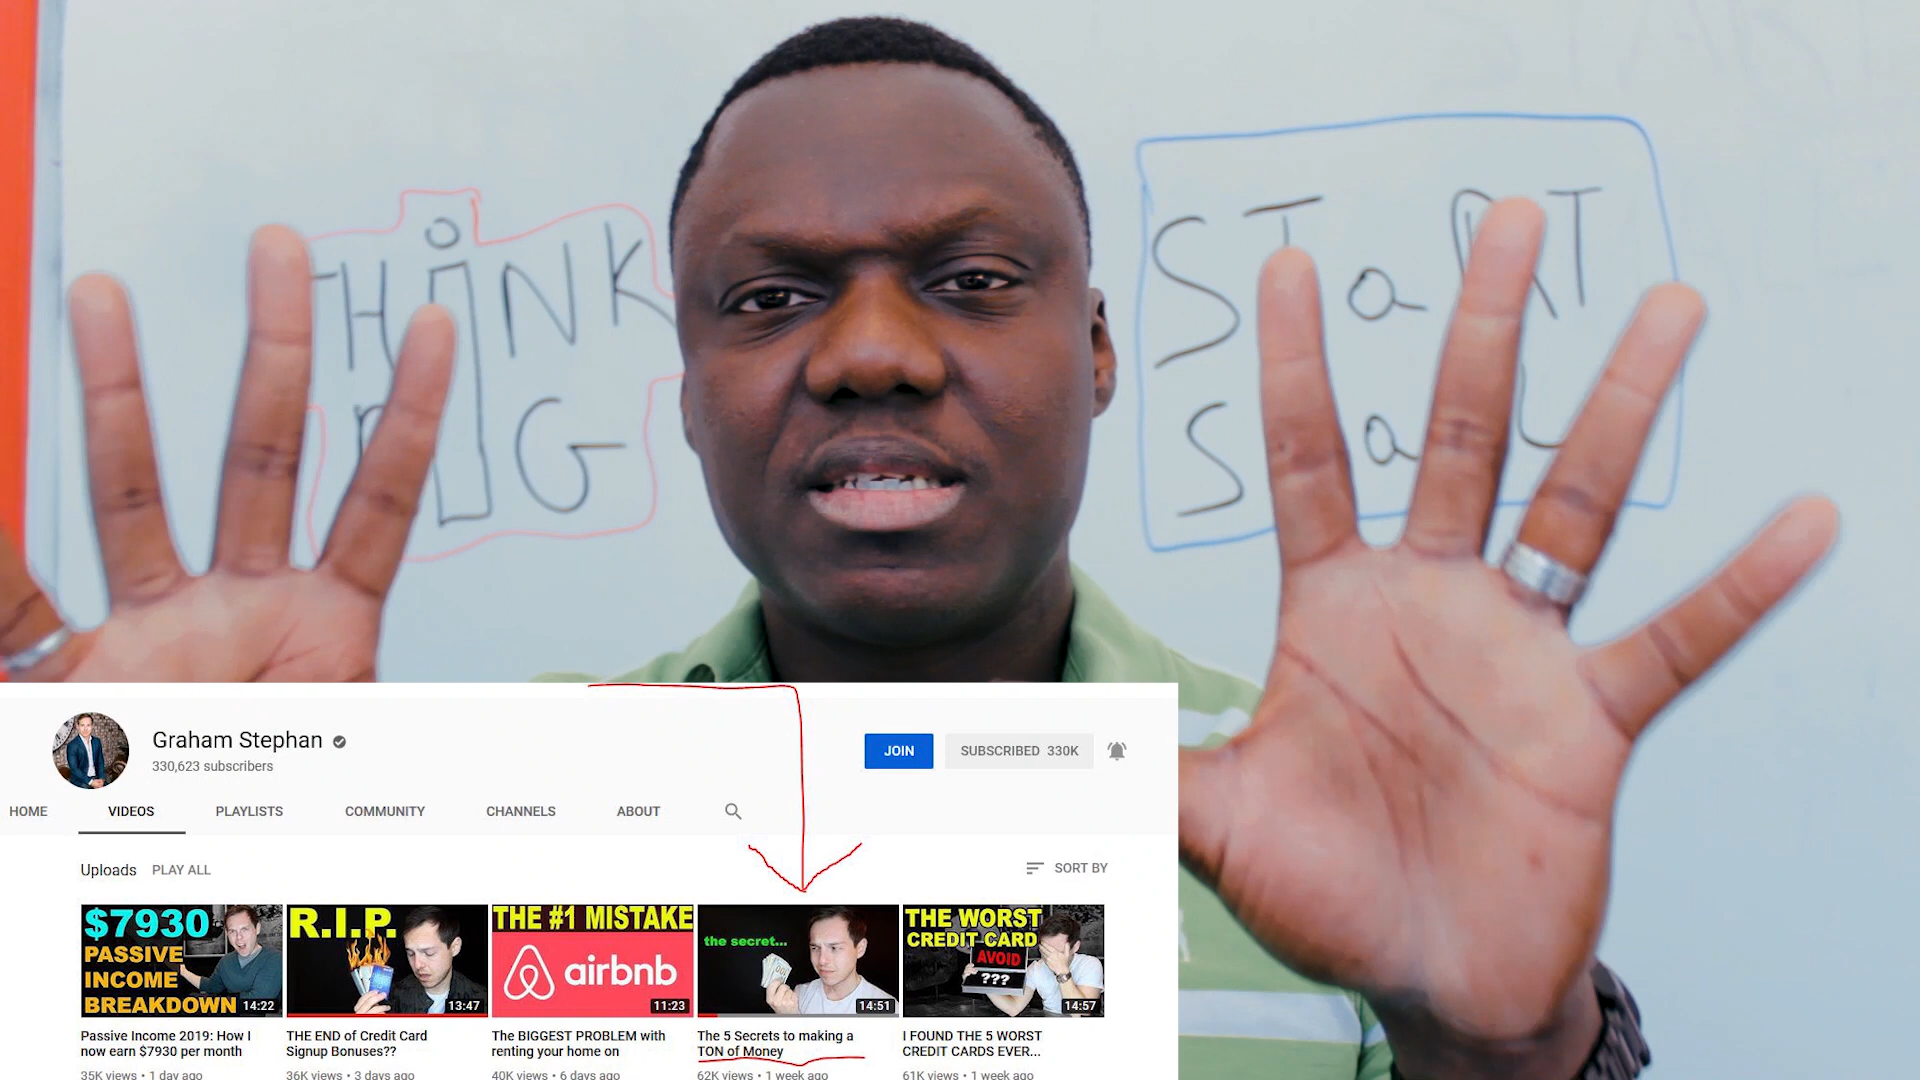 THiNK
START
BiG
SmaLL
Graham Stephan
330,623 subscribers
JOIN
SUBSCRIBED 330K
HOME
VIDEOS
PLAYLISTS
COMMUNITY
CHANNELS
ABOUT
Uploads
PLAY ALL
SORT BY
$7930
PASSIVE
INCOME
BREAKDOWN
14:22
R.I.P.
13:47
THE #1 MISTAKE
airbnb
11:23
the secret...
14:51
THE WORST
CREDIT CARD
AVOID
???
14:57
Passive Income 2019: How I
now earn $7930 per month
35K views • 1 day ago
THE END of Credit Card
Signup Bonuses??
36K views • 3 days ago
The BIGGEST PROBLEM with
renting your home on
40K views • 6 days ago
The 5 Secrets to making a
TON of Money
62K views • 1 week ago
I FOUND THE 5 WORST
CREDIT CARDS EVER...
61K views • 1 week ago